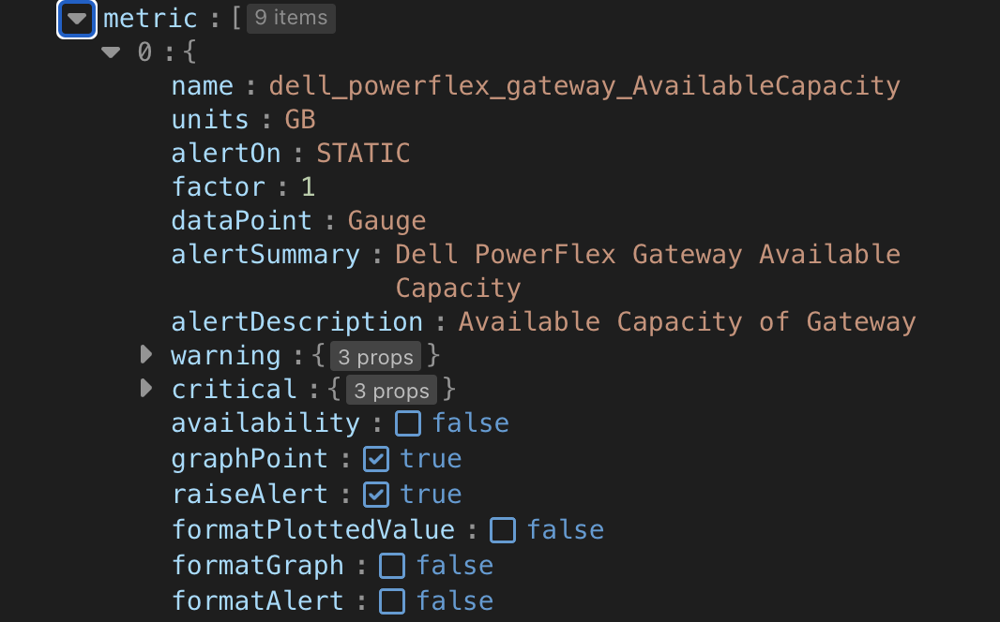 metric : [ 9 items
0 : {
name : dell_powerflex_gateway_AvailableCapacity
units : GB
alertOn : STATIC
factor : 1
dataPoint : Gauge
alertSummary : Dell PowerFlex Gateway Available
Capacity
alertDescription : Available Capacity of Gateway
warning : { 3 props }
critical : { 3 props }
availability : false
graphPoint : true
raiseAlert : true
formatPlottedValue : false
formatGraph : false
formatAlert : false